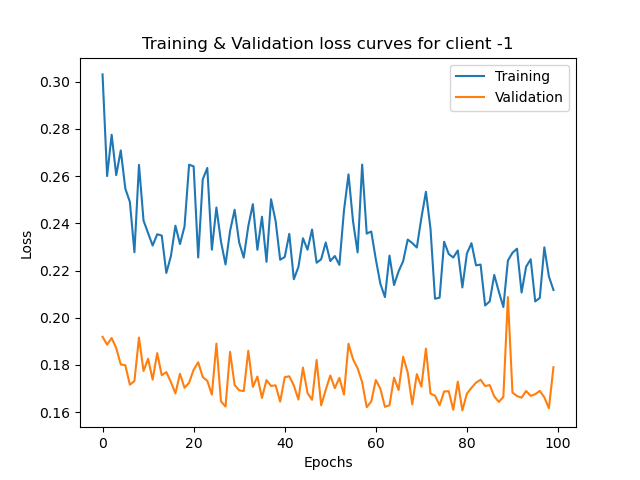 Training & Validation loss curves for client -1
Training
Validation
Loss
0.30
0.28
0.26
0.24
0.22
0.20
0.18
0.16
0
20
40
60
80
100
Epochs